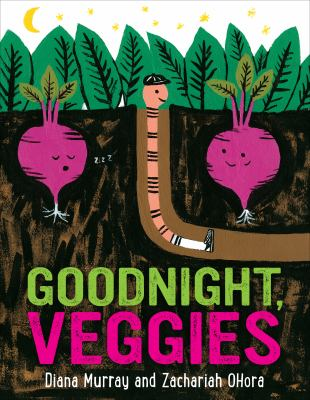 z z Z
GOODNIGHT,
VEGGIES
Diana Murray and Zachariah OHora